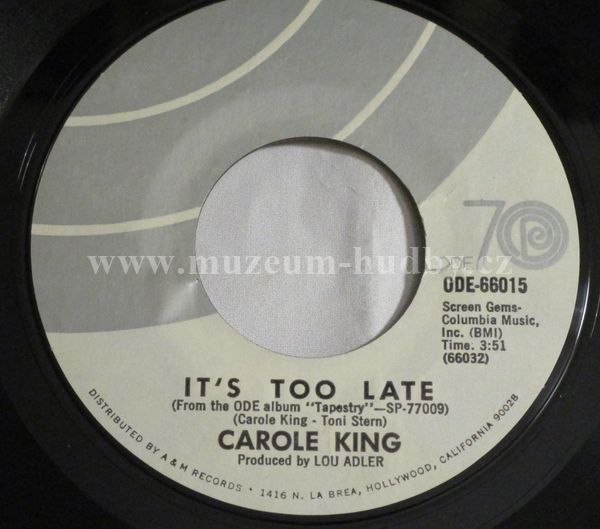 70
ODE
www.muzeum-hudby.cz
ODE-66015
Screen Gems-
Columbia Music,
Inc. (BMI)
Time. 3:51
(66032)
IT'S TOO LATE
(From the ODE album "Tapestry"—SP-77009)
(Carole King - Toni Stern)
CAROLE KING
Produced by LOU ADLER
DISTRIBUTED BY A & M RECORDS · 1416 N. LA BREA, HOLLYWOOD, CALIFORNIA 90028